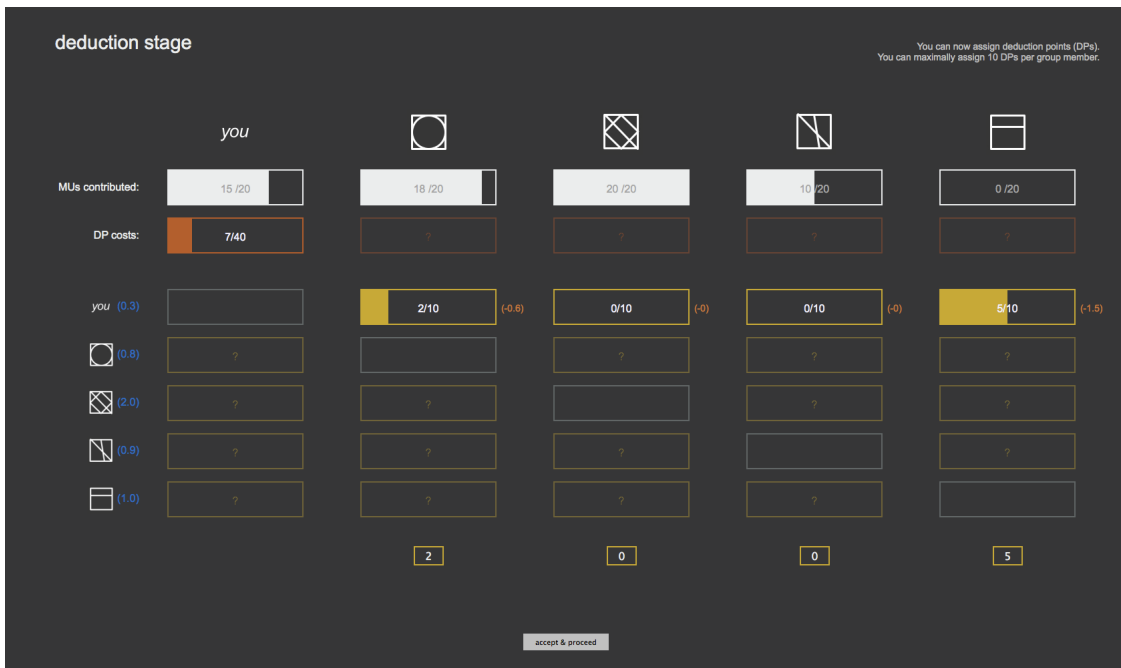 deduction stage
You can now assign deduction points (DPs).
You can maximally assign 10 DPs per group member.
you
MUs contributed: 15 /20 18 /20 20 /20 10 /20 0 /20
DP costs: 7/40 ? ? ? ?
you (0.3) 2/10 (-0.6) 0/10 (-0) 0/10 (-0) 5/10 (-1.5)
(0.8) ? ? ? ?
(2.0) ? ? ? ?
(0.9) ? ? ? ?
(1.0) ? ? ? ?
2 0 0 5
accept & proceed